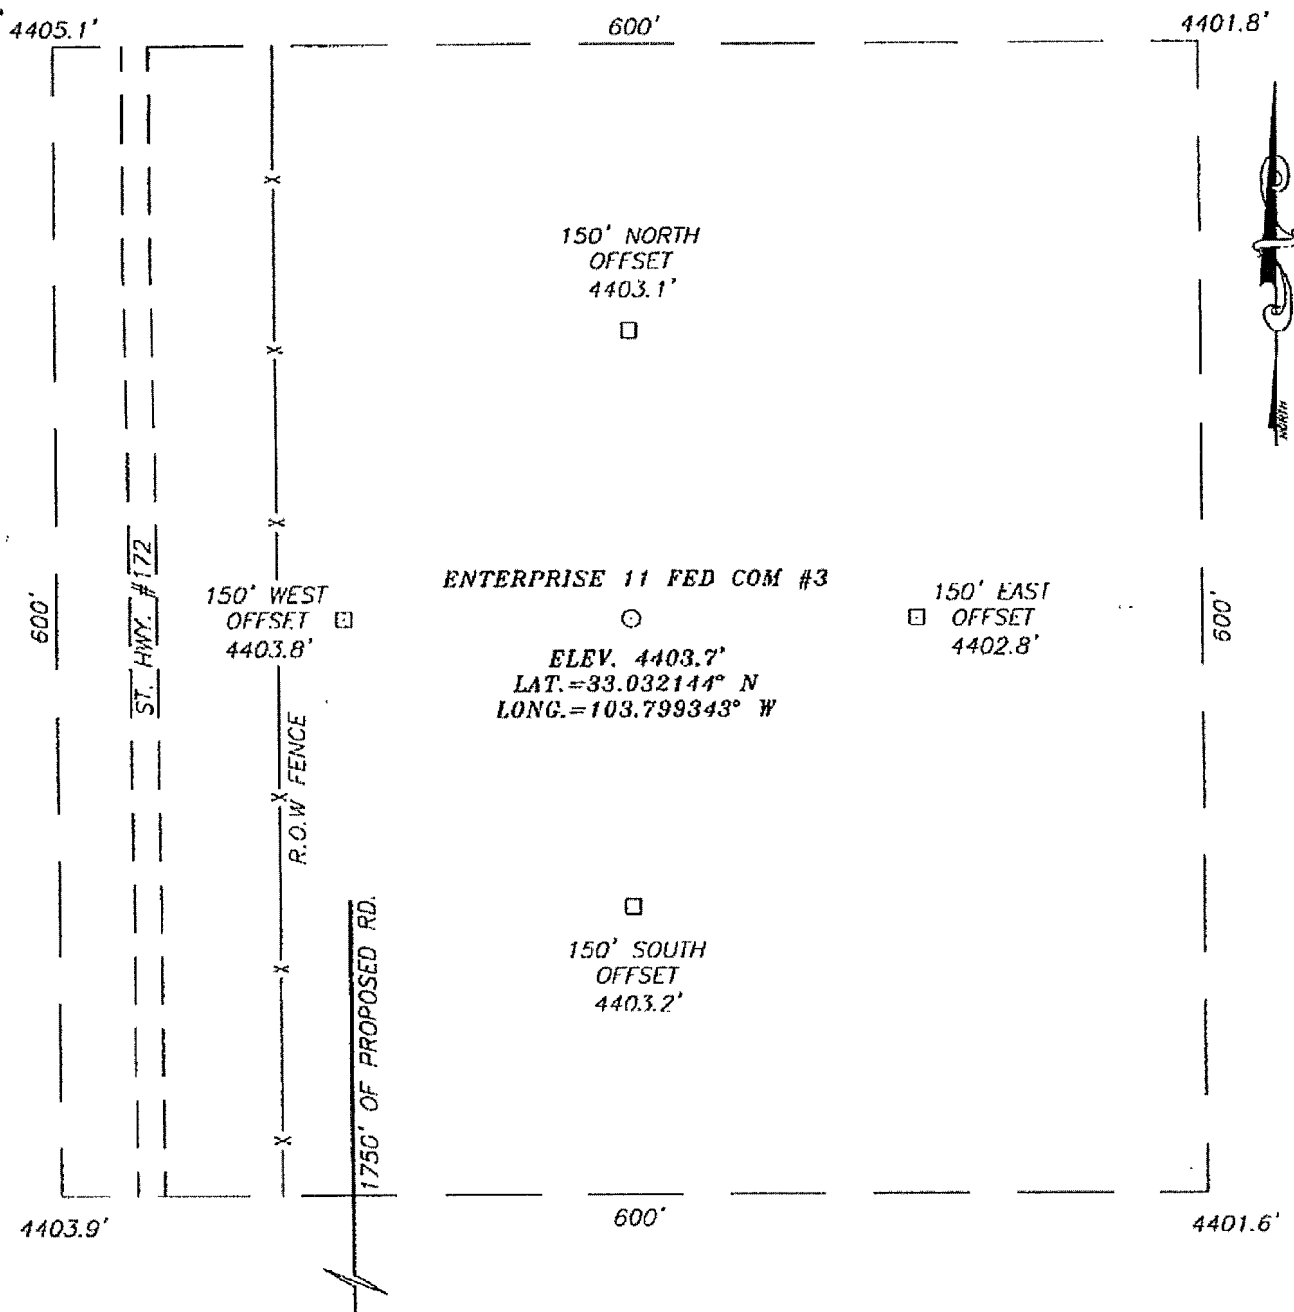 4405.1'
600'
4401.8'
150' NORTH
OFFSET
4403.1'
NORTH
600'
ST. HWY. #172
150' WEST
OFFSET
4403.8'
ENTERPRISE 11 FED COM #3
ELEV. 4403.7'
LAT.=33.032144° N
LONG.=103.799343° W
150' EAST
OFFSET
4402.8'
600'
R.O.W FENCE
1750' OF PROPOSED RD.
150' SOUTH
OFFSET
4403.2'
4403.9'
600'
4401.6'